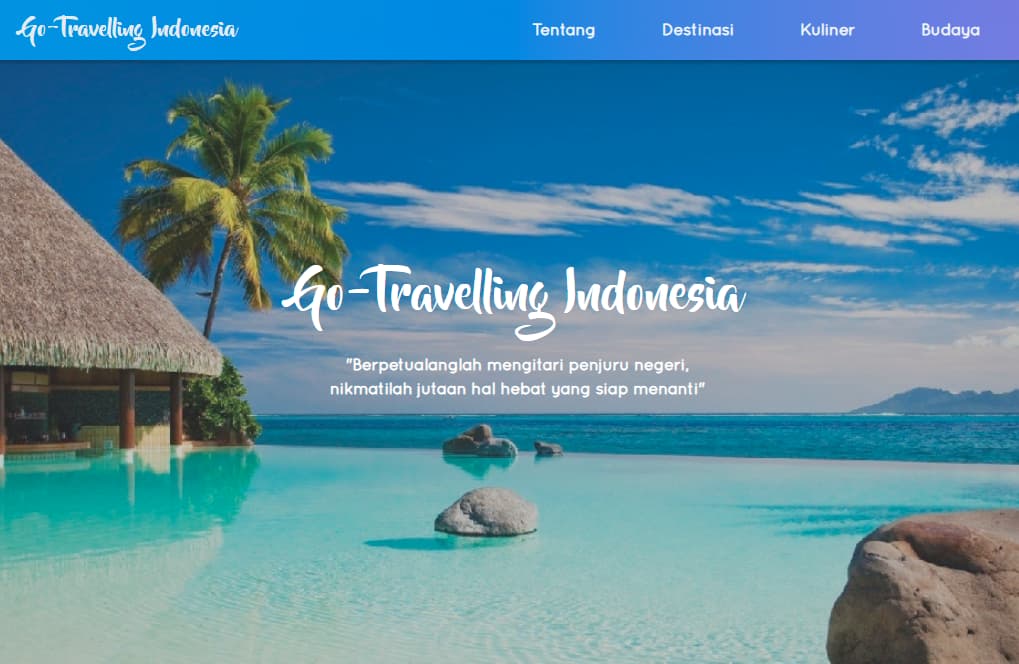 Go-Travelling Indonesia
Tentang
Destinasi
Kuliner
Budaya
Go-Travelling Indonesia
"Berpetualanglah mengitari penjuru negeri,
nikmatilah jutaan hal hebat yang siap menanti"